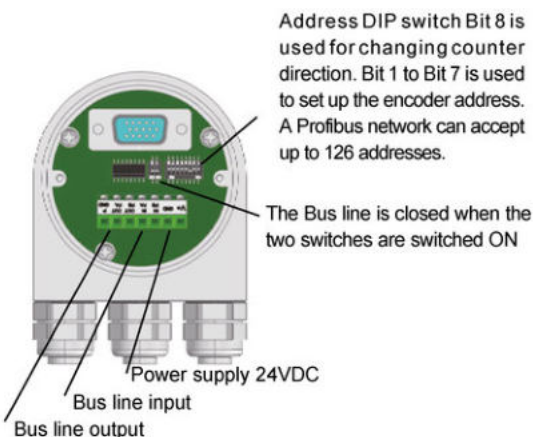 Address DIP switch Bit 8 is
used for changing counter
direction. Bit 1 to Bit 7 is used
to set up the encoder address.
A Profibus network can accept
up to 126 addresses.
The Bus line is closed when the
two switches are switched ON
Power supply 24VDC
Bus line input
Bus line output